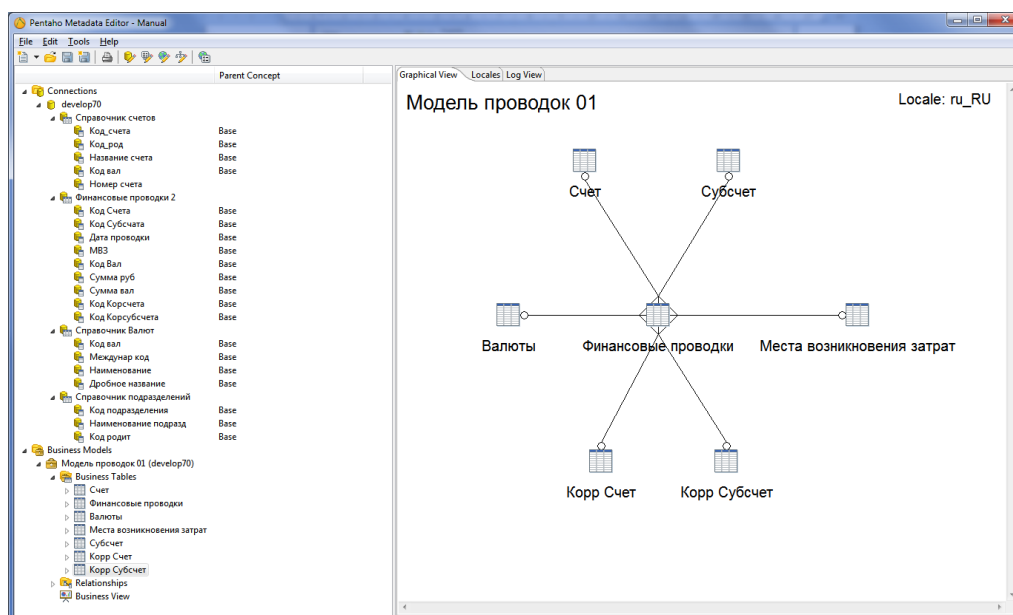 Pentaho Metadata Editor - Manual
File Edit Tools Help
Parent Concept
Connections
develop70
Справочник счетов
Код_счета Base
Код_род Base
Название счета Base
Код вал Base
Номер счета
Финансовые проводки 2
Код Счета Base
Код Субсчата Base
Дата проводки Base
МВЗ Base
Код Вал Base
Сумма руб Base
Сумма вал Base
Код Корсчета Base
Код Корсубсчета Base
Справочник Валют
Код вал Base
Междунар код Base
Наименование Base
Дробное название Base
Справочник подразделений
Код подразделения Base
Наименование подразд Base
Код родит Base
Business Models
Модель проводок 01 (develop70)
Business Tables
Счет
Финансовые проводки
Валюты
Места возникновения затрат
Субсчет
Корр Счет
Корр Субсчет
Relationships
Business View
Graphical View Locales Log View
Модель проводок 01 Locale: ru_RU
Счет Субсчет
Валюты Финансовые проводки Места возникновения затрат
Корр Счет Корр Субсчет